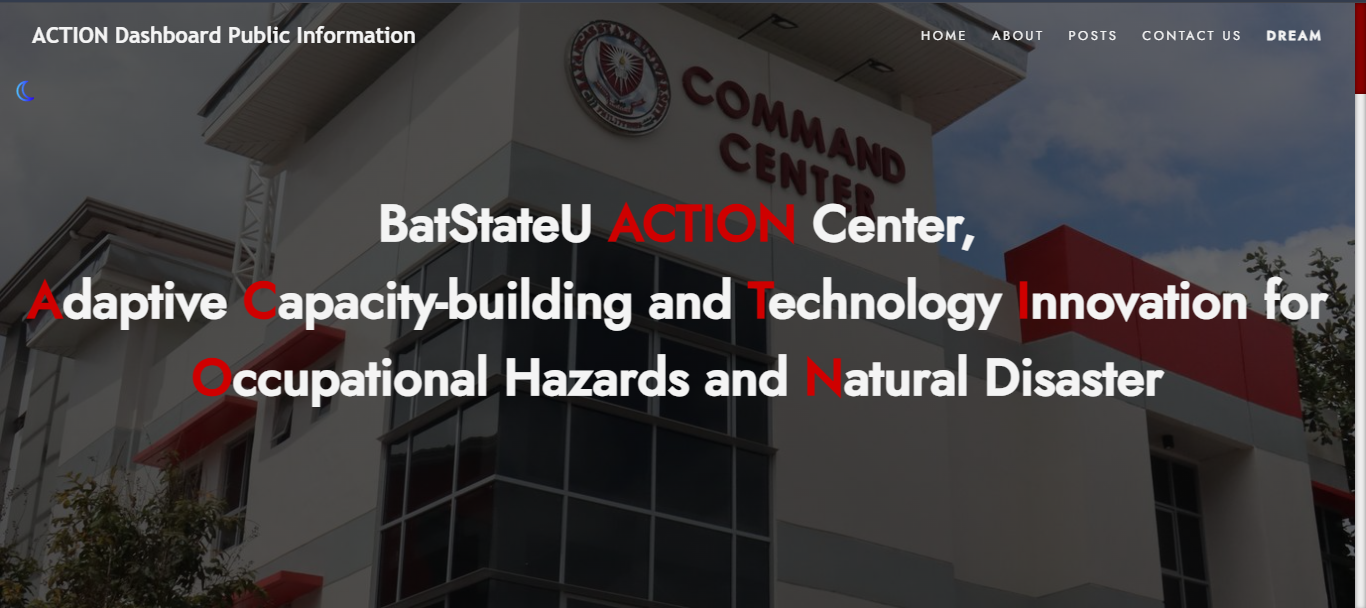 ACTION Dashboard Public Information
HOME ABOUT POSTS CONTACT US DREAM
COMMAND
CENTER
BatStateU ACTION Center,
Adaptive Capacity-building and Technology Innovation for
Occupational Hazards and Natural Disaster